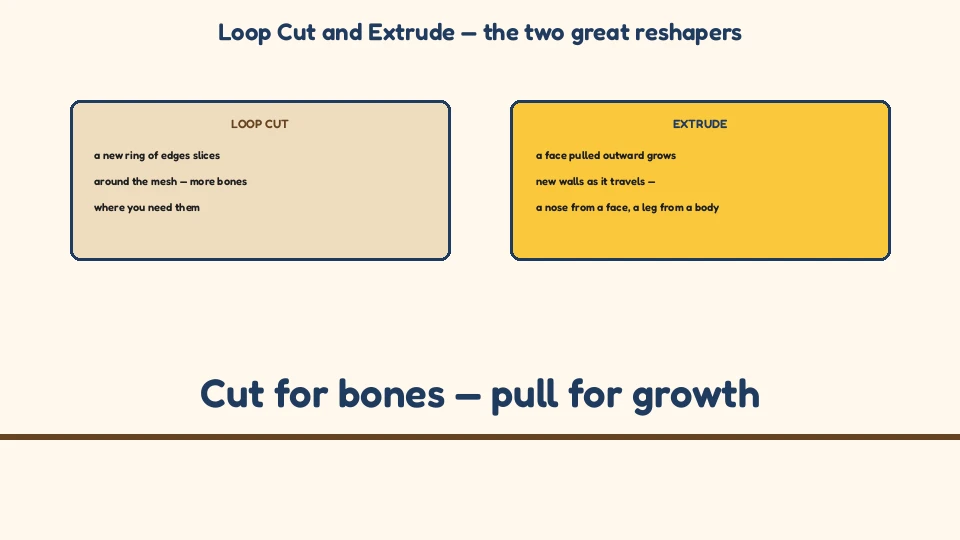 Loop Cut and Extrude — the two great reshapers
LOOP CUT
a new ring of edges slices
around the mesh — more bones
where you need them
EXTRUDE
a face pulled outward grows
new walls as it travels —
a nose from a face, a leg from a body
Cut for bones — pull for growth